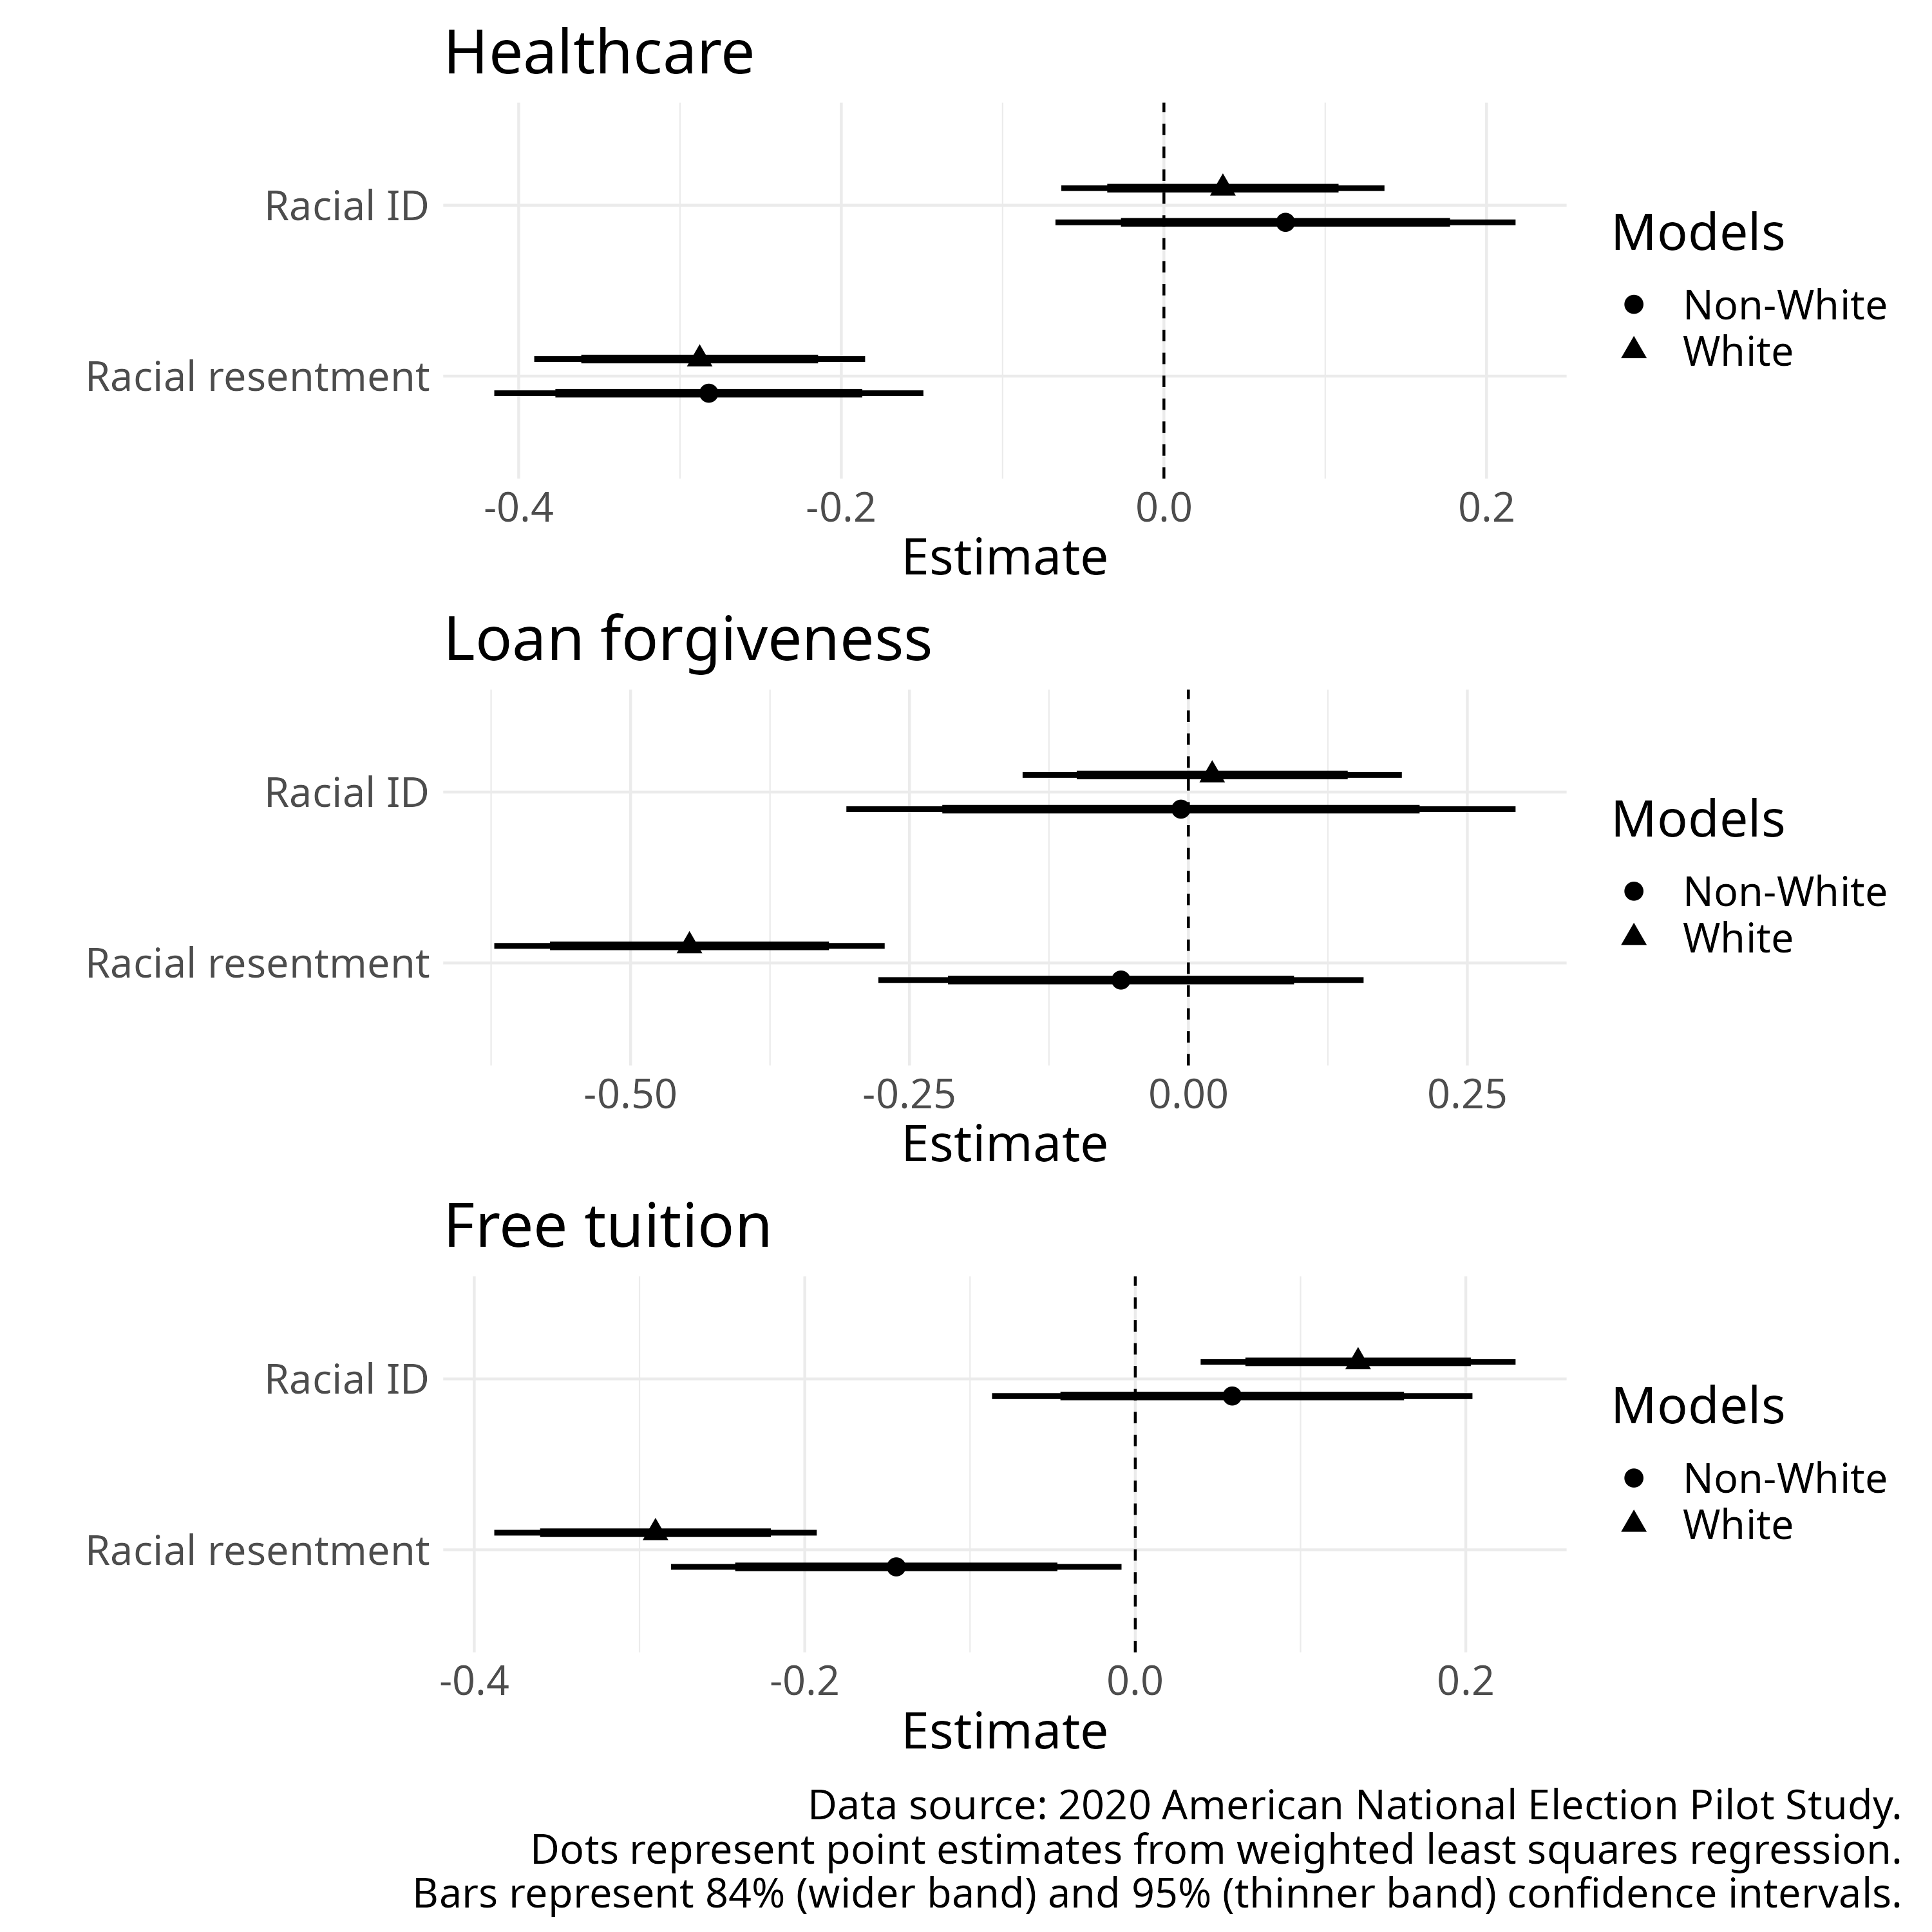 Healthcare
Racial ID
Racial resentment
-0.4 -0.2 0.0 0.2
Estimate
Models
Non-White
White
Loan forgiveness
Racial ID
Racial resentment
-0.50 -0.25 0.00 0.25
Estimate
Models
Non-White
White
Free tuition
Racial ID
Racial resentment
-0.4 -0.2 0.0 0.2
Estimate
Models
Non-White
White
Data source: 2020 American National Election Pilot Study.
Dots represent point estimates from weighted least squares regression.
Bars represent 84% (wider band) and 95% (thinner band) confidence intervals.